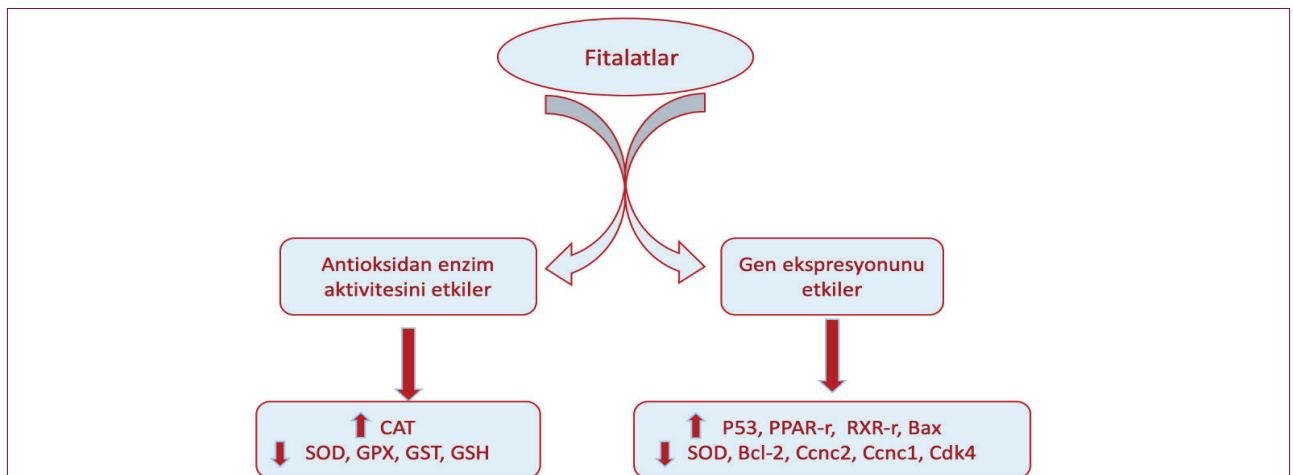 Fitalatlar
Antioksidan enzim
aktivitesini etkiler
Gen ekspresyonunu
etkiler
CAT
SOD, GPX, GST, GSH
P53, PPAR-r, RXR-r, Bax
SOD, Bcl-2, Ccnc2, Ccnc1, Cdk4